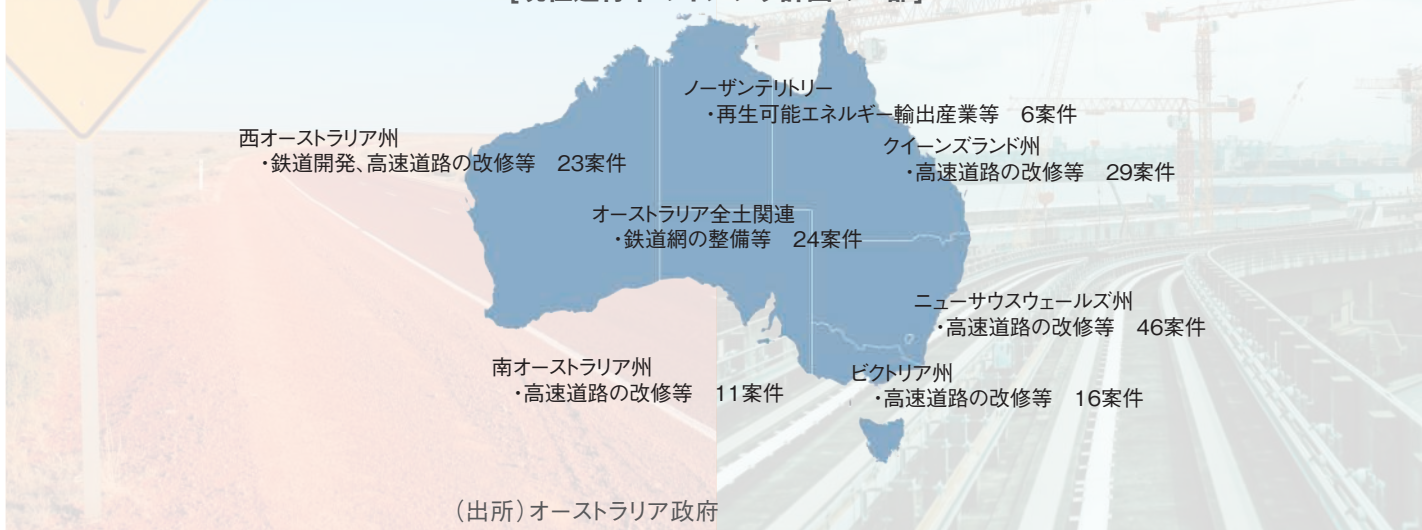 ノーザンテリトリー
・再生可能エネルギー輸出産業等 6案件
西オーストラリア州
・鉄道開発、高速道路の改修等 23案件
クイーンズランド州
・高速道路の改修等 29案件
オーストラリア全土関連
・鉄道網の整備等 24案件
ニューサウスウェールズ州
・高速道路の改修等 46案件
南オーストラリア州
・高速道路の改修等 11案件
ビクトリア州
・高速道路の改修等 16案件
（出所）オーストラリア政府